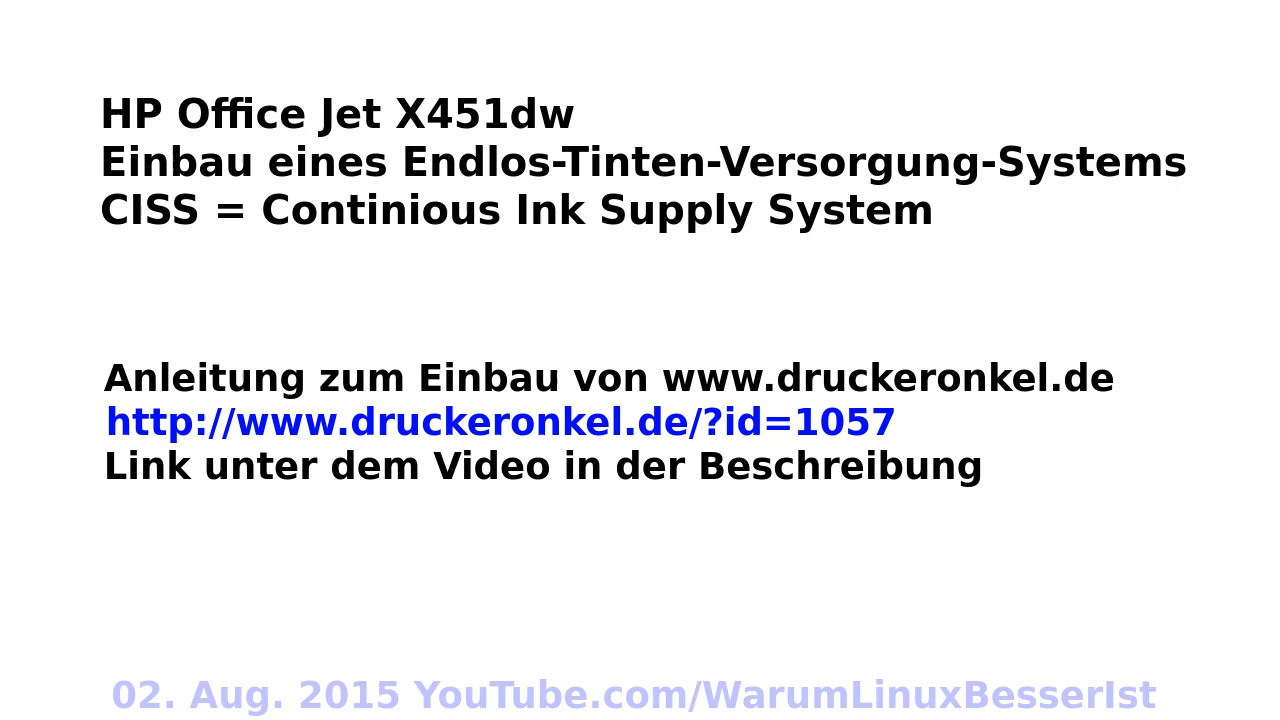 HP Office Jet X451dw
Einbau eines Endlos-Tinten-Versorgung-Systems
CISS = Continious Ink Supply System
Anleitung zum Einbau von www.druckeronkel.de
http://www.druckeronkel.de/?id=1057
Link unter dem Video in der Beschreibung
02. Aug. 2015 YouTube.com/WarumLinuxBesserIst